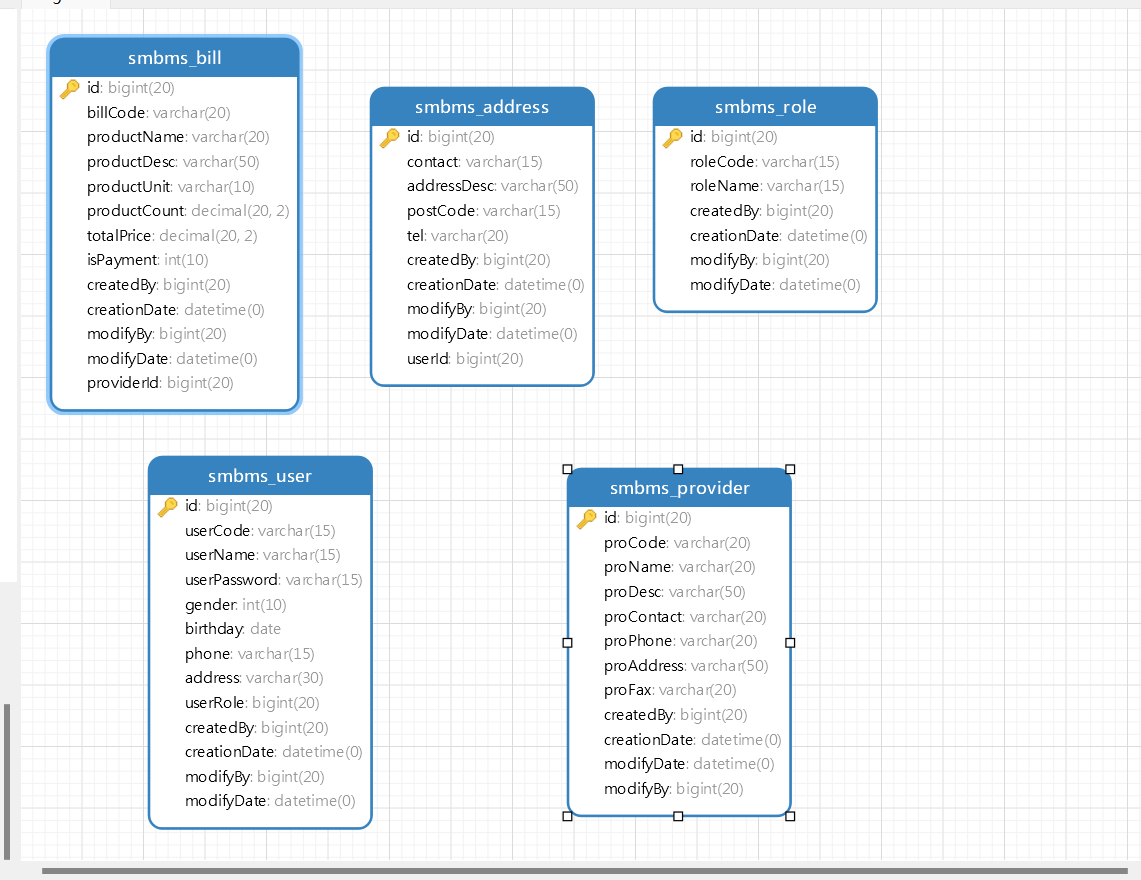 smbms_bill
id: bigint(20)
billCode: varchar(20)
productName: varchar(20)
productDesc: varchar(50)
productUnit: varchar(10)
productCount: decimal(20, 2)
totalPrice: decimal(20, 2)
isPayment: int(10)
createdBy: bigint(20)
creationDate: datetime(0)
modifyBy: bigint(20)
modifyDate: datetime(0)
providerId: bigint(20)
smbms_address
id: bigint(20)
contact: varchar(15)
addressDesc: varchar(50)
postCode: varchar(15)
tel: varchar(20)
createdBy: bigint(20)
creationDate: datetime(0)
modifyBy: bigint(20)
modifyDate: datetime(0)
userId: bigint(20)
smbms_role
id: bigint(20)
roleCode: varchar(15)
roleName: varchar(15)
createdBy: bigint(20)
creationDate: datetime(0)
modifyBy: bigint(20)
modifyDate: datetime(0)
smbms_user
id: bigint(20)
userCode: varchar(15)
userName: varchar(15)
userPassword: varchar(15)
gender: int(10)
birthday: date
phone: varchar(15)
address: varchar(30)
userRole: bigint(20)
createdBy: bigint(20)
creationDate: datetime(0)
modifyBy: bigint(20)
modifyDate: datetime(0)
smbms_provider
id: bigint(20)
proCode: varchar(20)
proName: varchar(20)
proDesc: varchar(50)
proContact: varchar(20)
proPhone: varchar(20)
proAddress: varchar(50)
proFax: varchar(20)
createdBy: bigint(20)
creationDate: datetime(0)
modifyDate: datetime(0)
modifyBy: bigint(20)